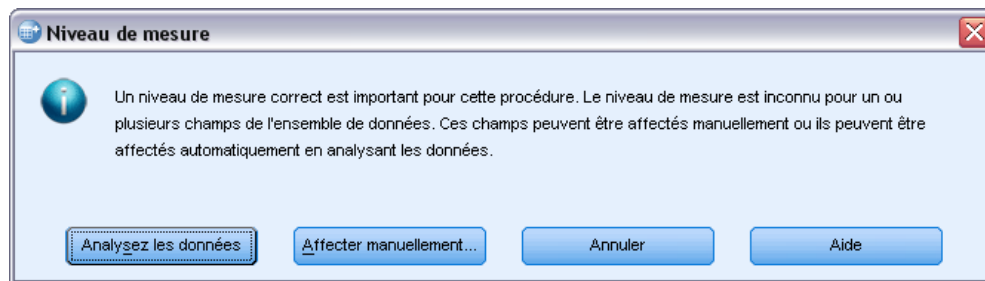 Niveau de mesure
Un niveau de mesure correct est important pour cette procédure. Le niveau de mesure est inconnu pour un ou
plusieurs champs de l'ensemble de données. Ces champs peuvent être affectés manuellement ou ils peuvent être
affectés automatiquement en analysant les données.
Analysez les données Affecter manuellement... Annuler Aide